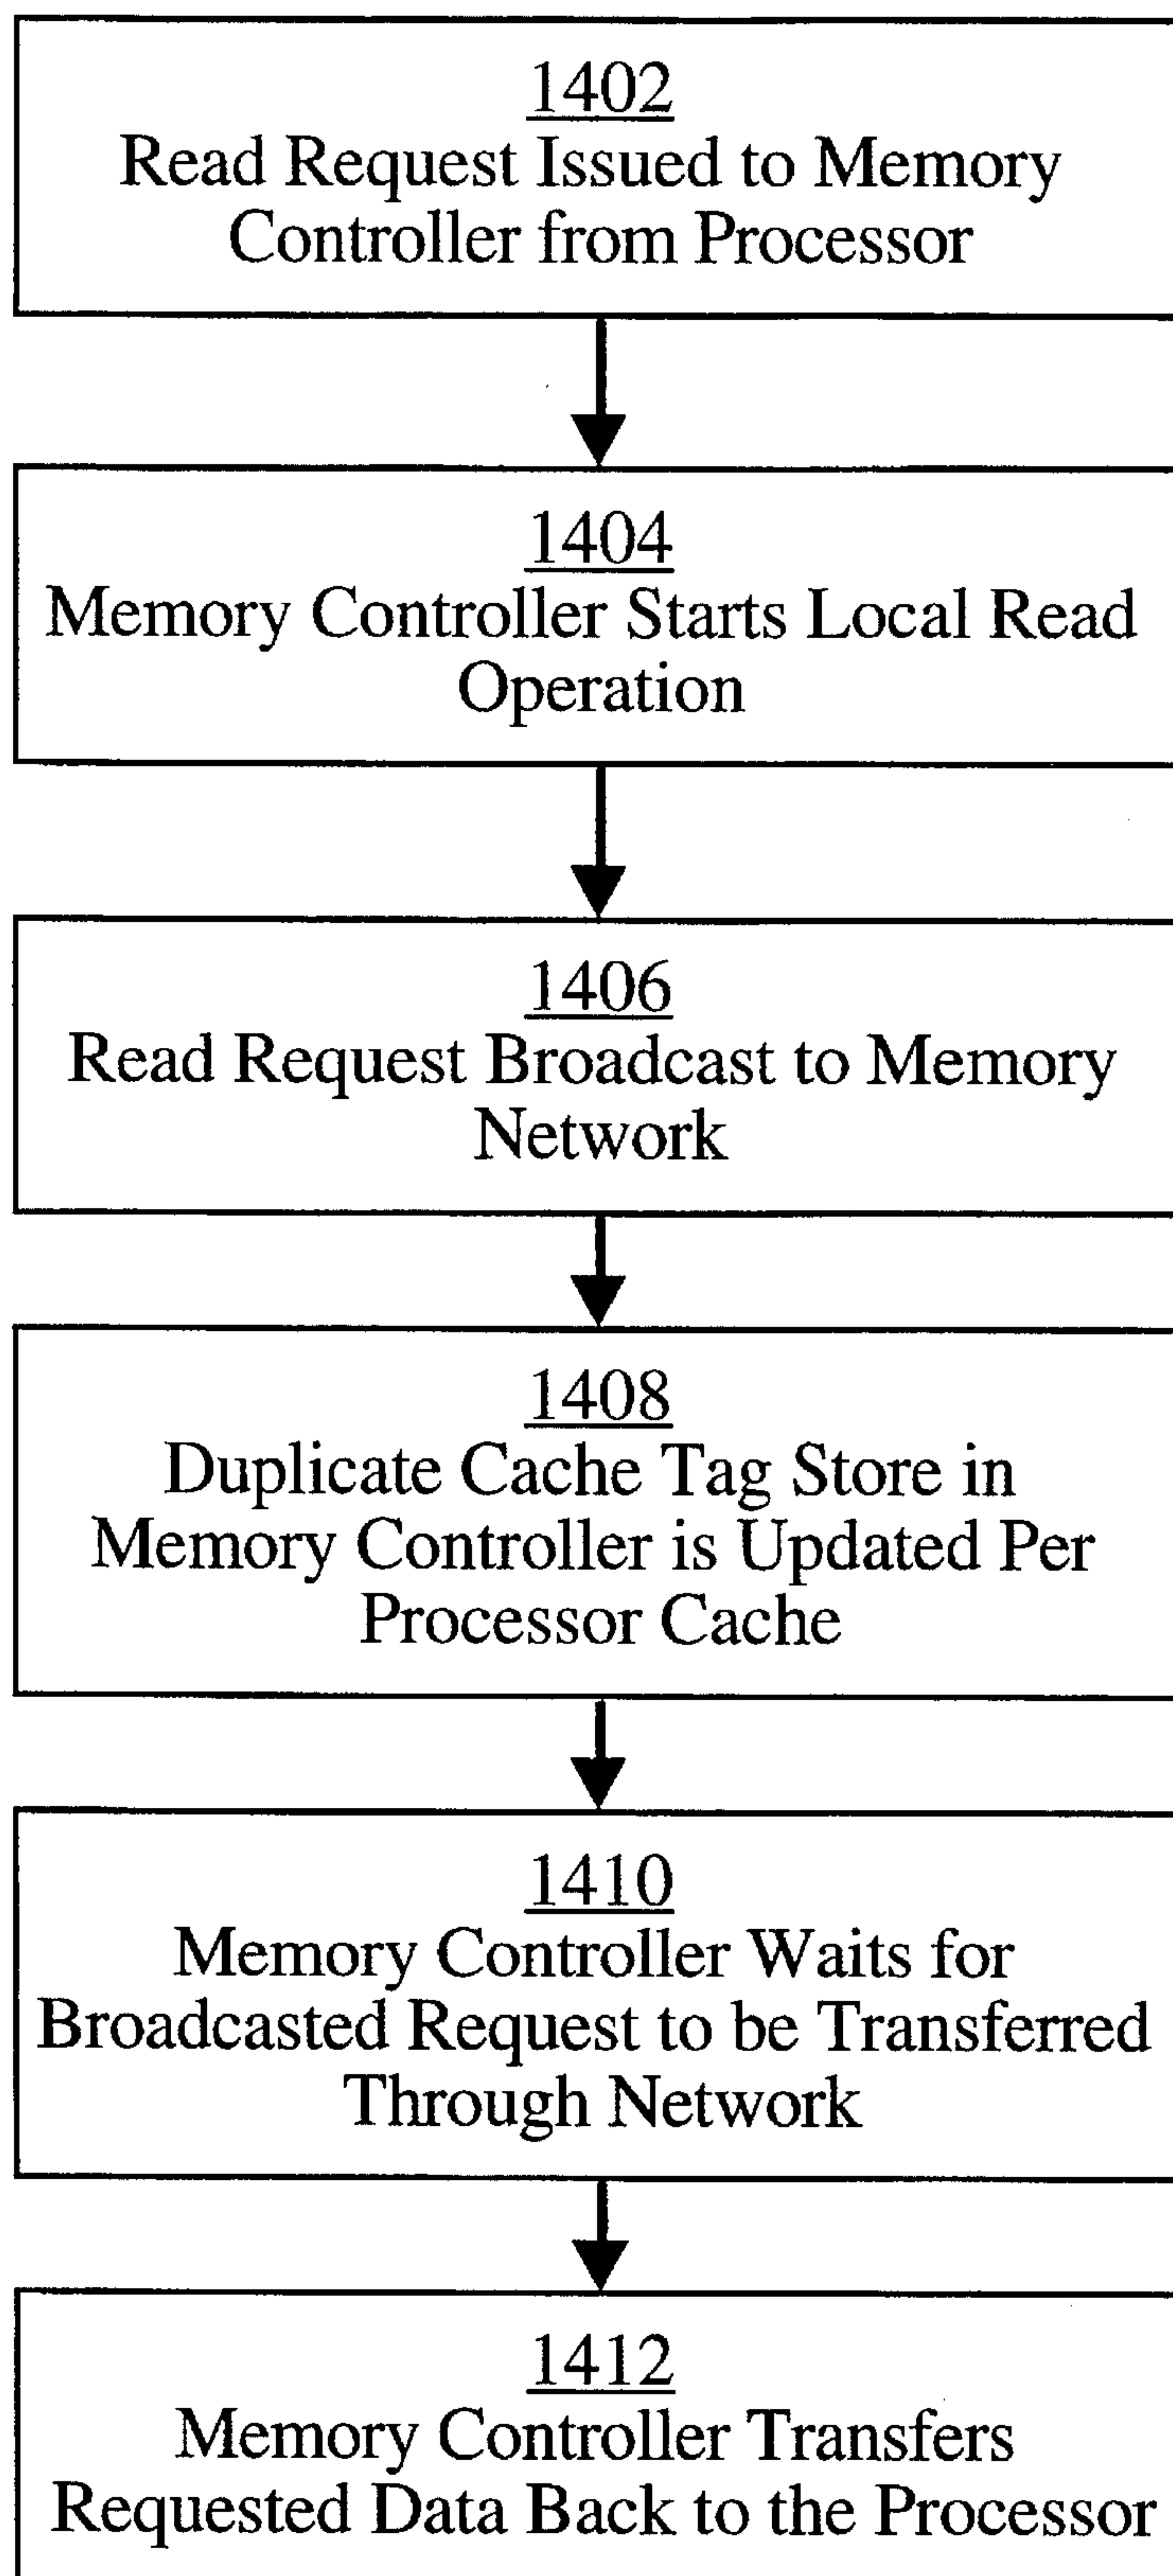 1402
Read Request Issued to Memory
Controller from Processor
1404
Memory Controller Starts Local Read
Operation
1406
Read Request Broadcast to Memory
Network
1408
Duplicate Cache Tag Store in
Memory Controller is Updated Per
Processor Cache
1410
Memory Controller Waits for
Broadcasted Request to be Transferred
Through Network
1412
Memory Controller Transfers
Requested Data Back to the Processor